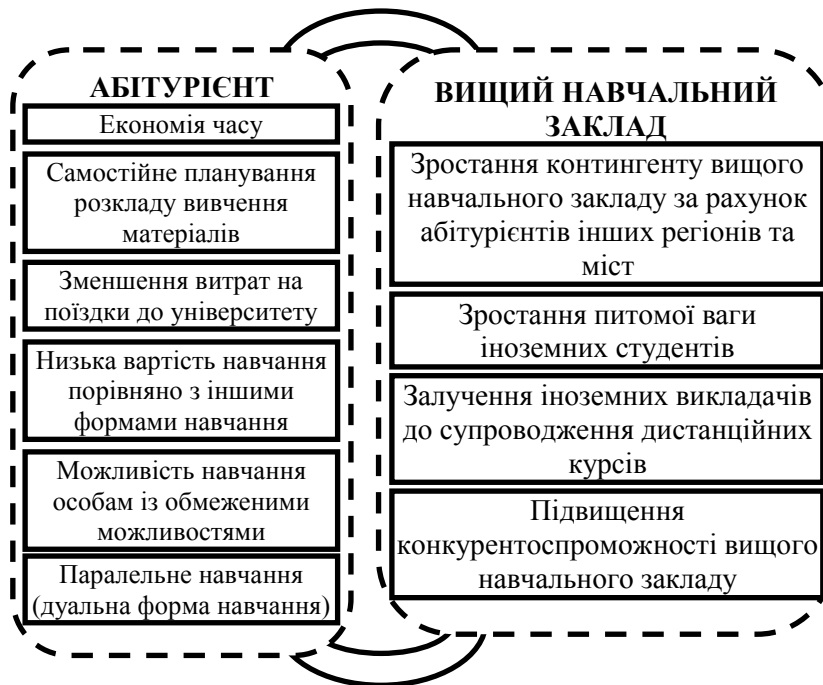 АБІТУРІЄНТ
Економія часу
Самостійне планування
розкладу вивчення
матеріалів
Зменшення витрат на
поїздки до університету
Низька вартість навчання
порівняно з іншими
формами навчання
Можливість навчання
особам із обмеженими
можливостями
Паралельне навчання
(дуальна форма навчання)
ВИЩИЙ НАВЧАЛЬНИЙ
ЗАКЛАД
Зростання контингенту вищого
навчального закладу за рахунок
абітурієнтів інших регіонів та
міст
Зростання питомої ваги
іноземних студентів
Залучення іноземних викладачів
до супроводження дистанційних
курсів
Підвищення
конкурентоспроможності вищого
навчального закладу